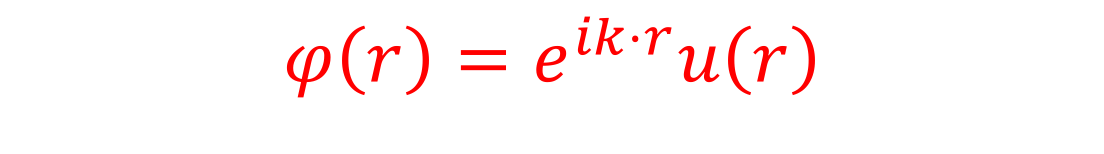 φ(r) = e^{ik·r}u(r)